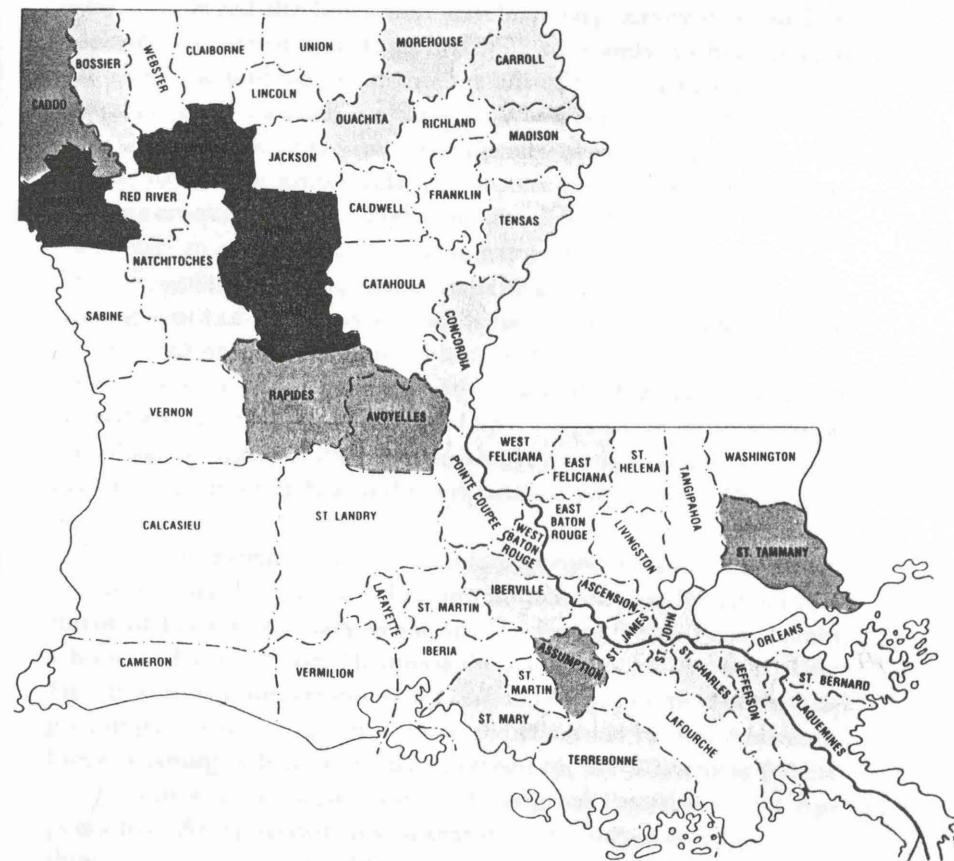 CLAIBORNE
UNION
MOREHOUSE
CARROLL
BOSSIER
WEBSTER
LINCOLN
CADDO
OUACHITA
RICHLAND
MADISON
JACKSON
RED RIVER
CALDWELL
FRANKLIN
TENSAS
NATCHITOCHES
CATAHOULA
SABINE
CONCORDIA
VERNON
RAPIDES
AVOYELLES
WEST
FELICIANA
EAST
FELICIANA
ST.
HELENA
TANGIPAHOA
WASHINGTON
POINTE COUPEE
CALCASIEU
ST. LANDRY
WEST
BATON
ROUGE
EAST
BATON
ROUGE
LIVINGSTON
ST. TAMMANY
LAFAYETTE
ST. MARTIN
IBERVILLE
ASCENSION
ST. JAMES
ST. JOHN
ORLEANS
CAMERON
VERMILION
IBERIA
ST.
MARTIN
ASSUMPTION
ST. CHARLES
JEFFERSON
ST. BERNARD
PLAQUEMINES
ST. MARY
LAFOURCHE
TERREBONNE